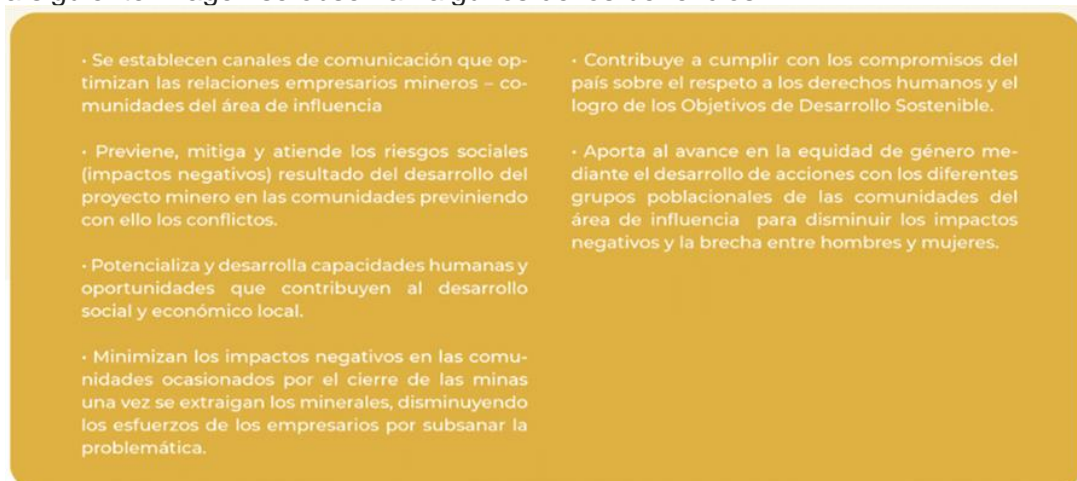 · Se establecen canales de comunicación que op-
timizan las relaciones empresarios mineros – co-
munidades del área de influencia
· Previene, mitiga y atiende los riesgos sociales
(impactos negativos) resultado del desarrollo del
proyecto minero en las comunidades previniendo
con ello los conflictos.
· Potencializa y desarrolla capacidades humanas y
oportunidades que contribuyen al desarrollo
social y económico local.
· Minimizan los impactos negativos en las comu-
nidades ocasionados por el cierre de las minas
una vez se extraigan los minerales, disminuyendo
los esfuerzos de los empresarios por subsanar la
problemática.
· Contribuye a cumplir con los compromisos del
país sobre el respeto a los derechos humanos y el
logro de los Objetivos de Desarrollo Sostenible.
· Aporta al avance en la equidad de género me-
diante el desarrollo de acciones con los diferentes
grupos poblacionales de las comunidades del
área de influencia para disminuir los impactos
negativos y la brecha entre hombres y mujeres.